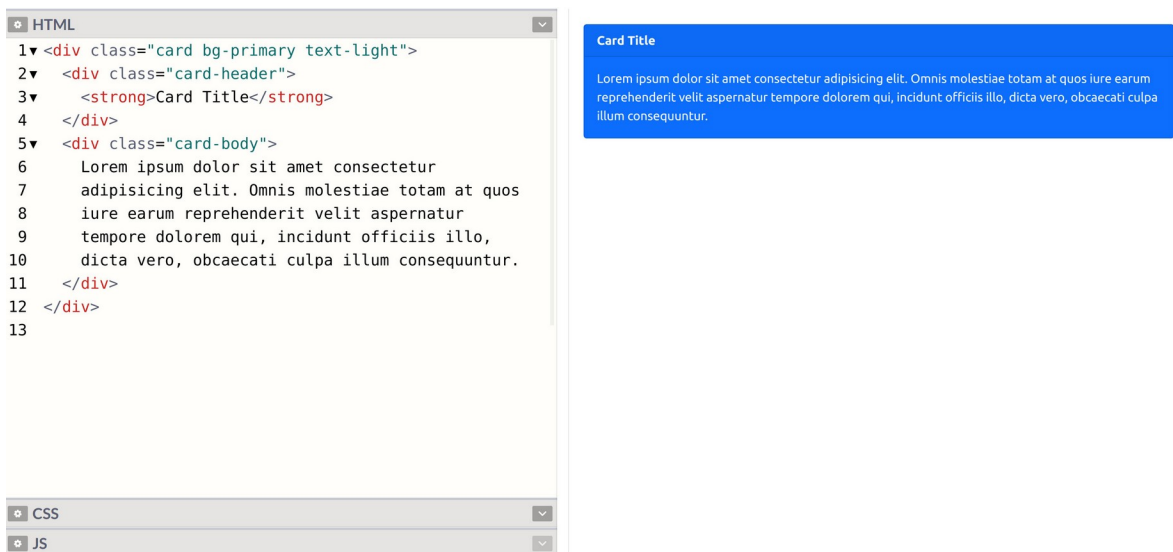 HTML
1 <div class="card bg-primary text-light">
2 <div class="card-header">
3 <strong>Card Title</strong>
4 </div>
5 <div class="card-body">
6 Lorem ipsum dolor sit amet consectetur
7 adipisicing elit. Omnis molestiae totam at quos
8 iure earum reprehenderit velit aspernatur
9 tempore dolorem qui, incidunt officiis illo,
10 dicta vero, obcaecati culpa illum consequuntur.
11 </div>
12 </div>
13
CSS
JS
Card Title
Lorem ipsum dolor sit amet consectetur adipisicing elit. Omnis molestiae totam at quos iure earum
reprehenderit velit aspernatur tempore dolorem qui, incidunt officiis illo, dicta vero, obcaecati culpa
illum consequuntur.